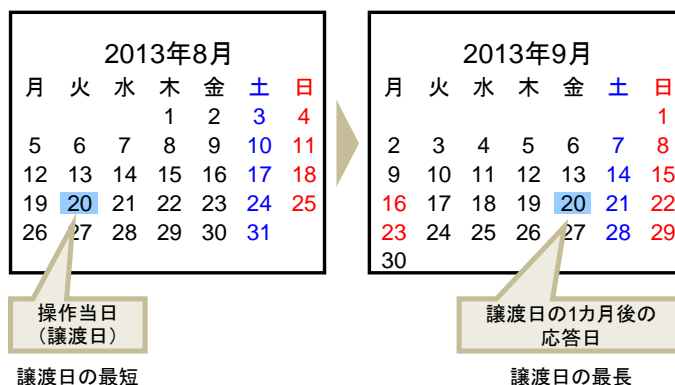 2013年8月
月 火 水 木 金 土 日
1 2 3 4
5 6 7 8 9 10 11
12 13 14 15 16 17 18
19 20 21 22 23 24 25
26 27 28 29 30 31
操作当日
(譲渡日)
譲渡日の最短
2013年9月
月 火 水 木 金 土 日
1
2 3 4 5 6 7 8
9 10 11 12 13 14 15
16 17 18 19 20 21 22
23 24 25 26 27 28 29
30
譲渡日の1カ月後の
応答日
譲渡日の最長